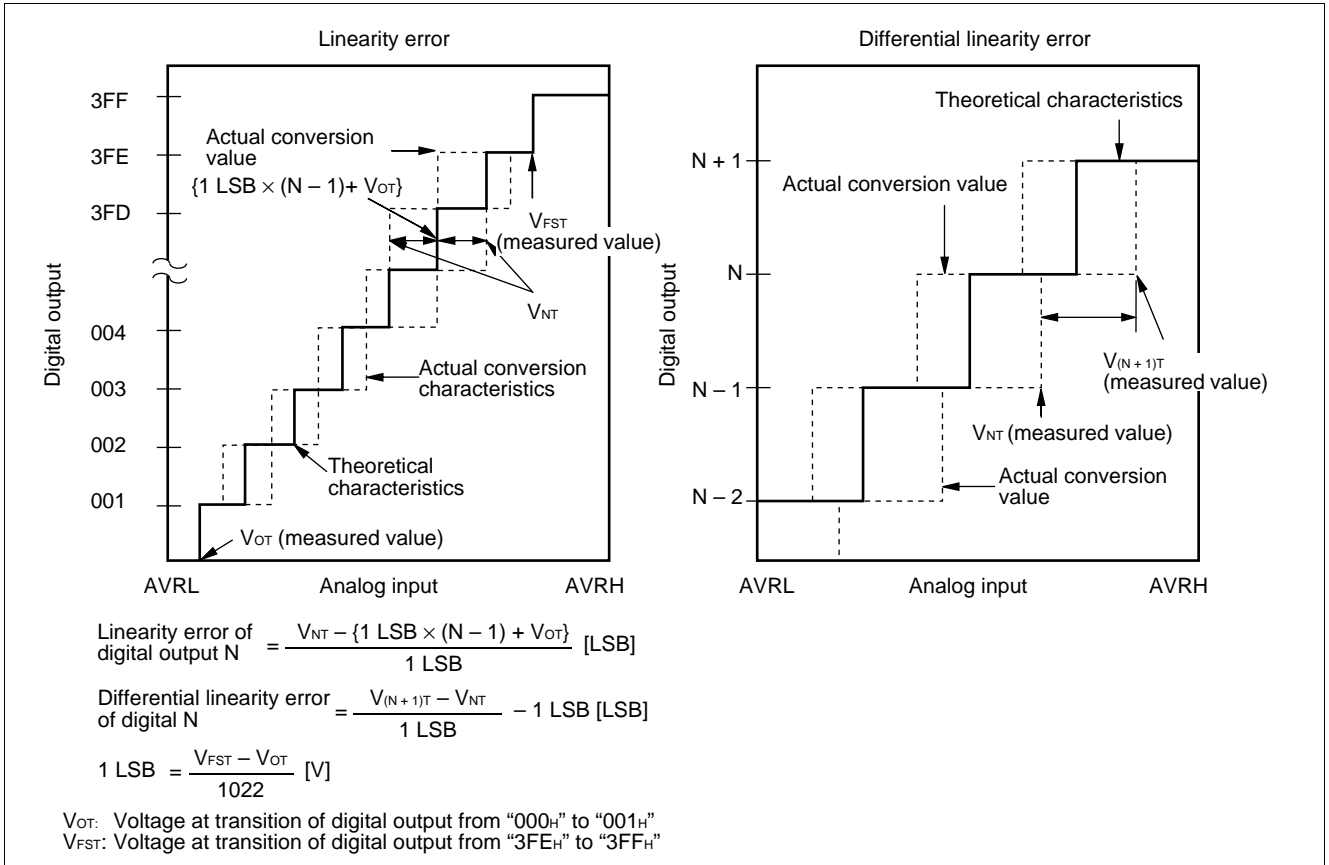 Linearity error
3FF
3FE
3FD
004
003
002
001
Digital output
Actual conversion
value
{1 LSB × (N – 1)+ VOT}
VFST
(measured value)
VNT
Actual conversion
characteristics
Theoretical
characteristics
VOT (measured value)
AVRL
Analog input
AVRH
Differential linearity error
Theoretical characteristics
N + 1
Actual conversion value
N
Digital output
V(N + 1)T
(measured value)
N – 1
VNT (measured value)
Actual conversion
value
N – 2
AVRL
Analog input
AVRH
Linearity error of
digital output N
=
VNT – {1 LSB × (N – 1) + VOT}
1 LSB
[LSB]
Differential linearity error
of digital N
=
V(N + 1)T – VNT
1 LSB
– 1 LSB [LSB]
1 LSB =
VFST – VOT
1022
[V]
VOT: Voltage at transition of digital output from “000H” to “001H”
VFST: Voltage at transition of digital output from “3FEH” to “3FFH”